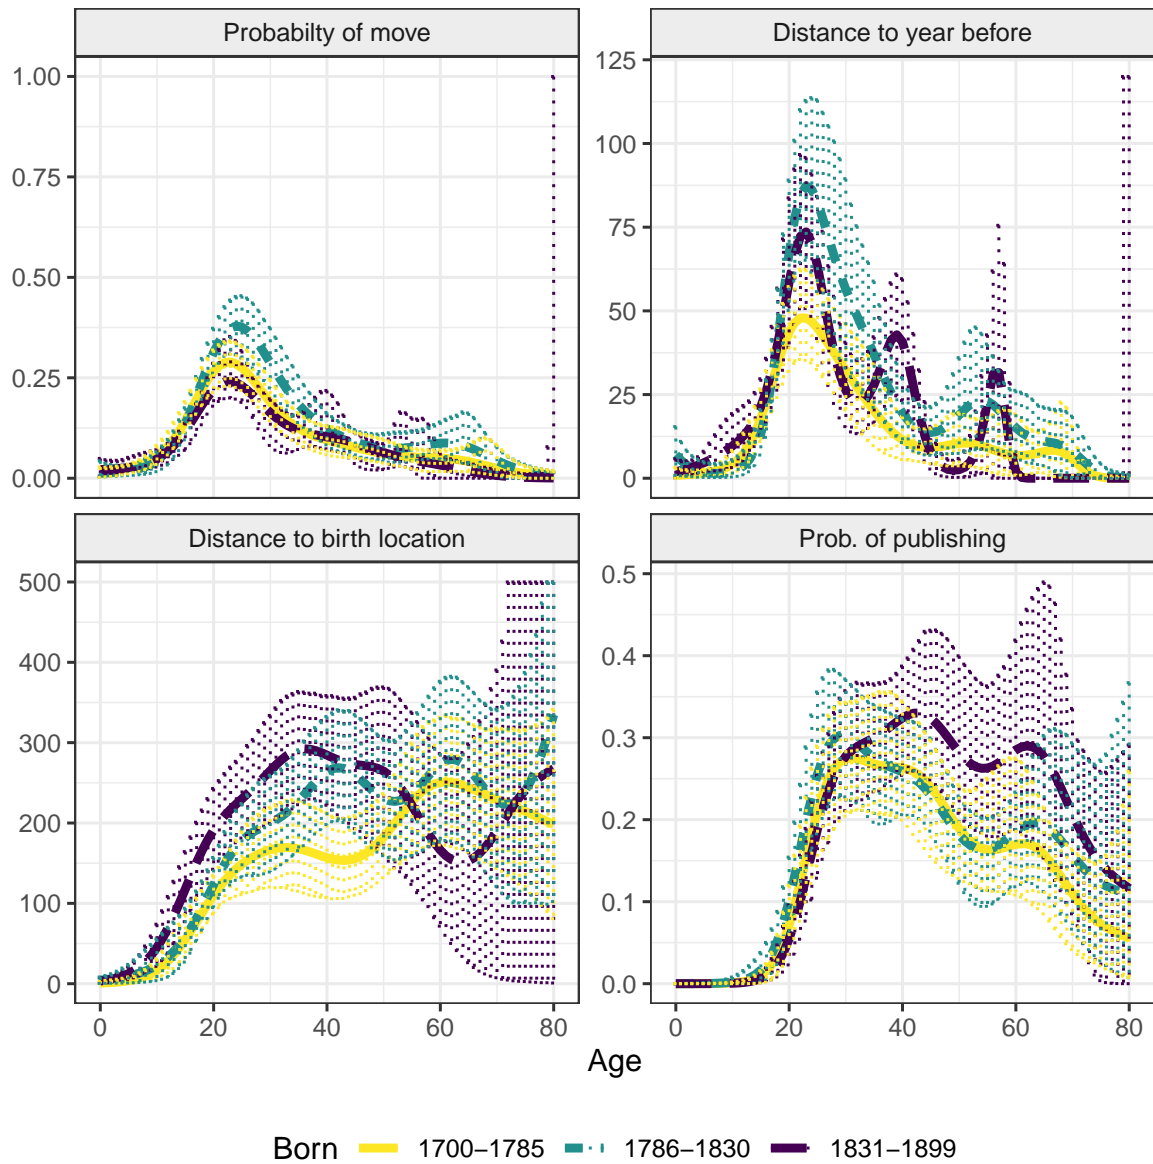 Probabilty of move
Distance to year before
1.00
0.75
0.50
0.25
0.00
125
100
75
50
25
0
Distance to birth location
Prob. of publishing
500
400
300
200
100
0
0.5
0.4
0.3
0.2
0.1
0.0
0 20 40 60 80
0 20 40 60 80
Age
Born 1700−1785 1786−1830 1831−1899